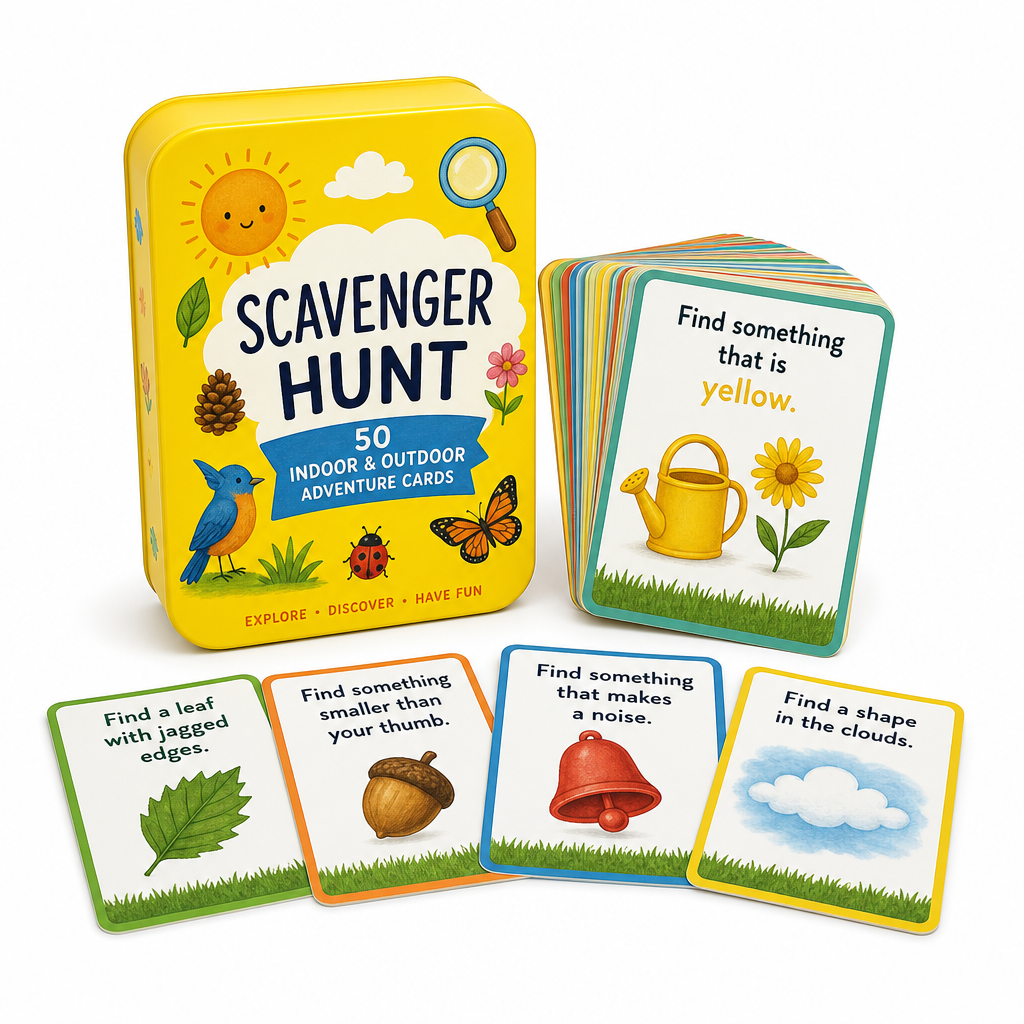 SCAVENGER
HUNT
50
INDOOR & OUTDOOR
ADVENTURE CARDS
EXPLORE • DISCOVER • HAVE FUN
Find something
that is
yellow.
Find a leaf
with jagged
edges.
Find something
smaller than
your thumb.
Find something
that makes
a noise.
Find a shape
in the clouds.